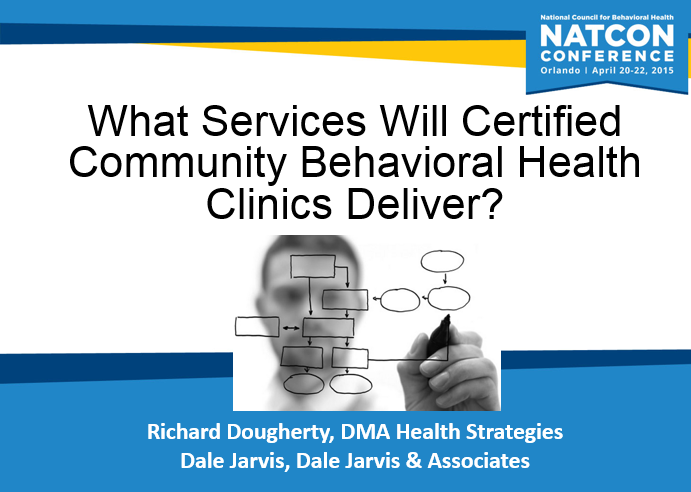 National Council for Behavioral Health
NATCON
CONFERENCE
Orlando | April 20-22, 2015
What Services Will Certified
Community Behavioral Health
Clinics Deliver?
Richard Dougherty, DMA Health Strategies
Dale Jarvis, Dale Jarvis & Associates